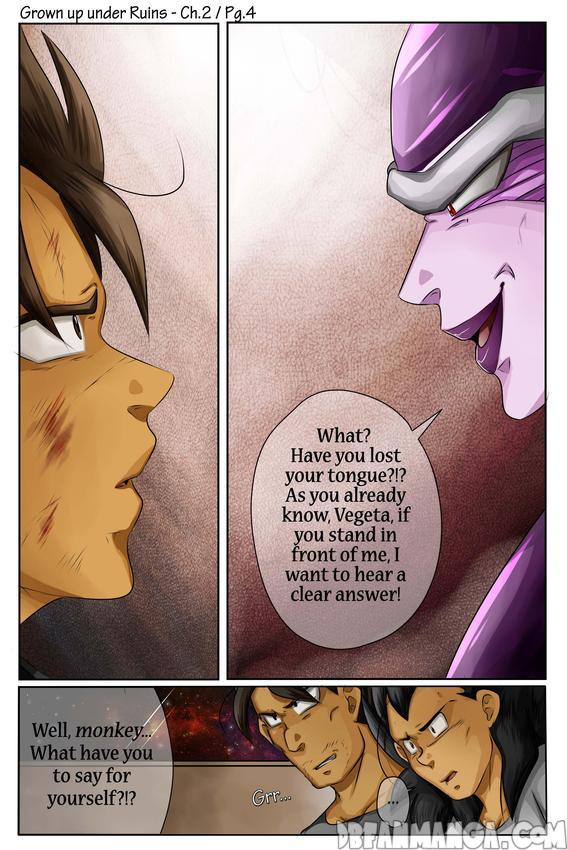 Grown up under Ruins - Ch.2 / Pg.4
What?
Have you lost
your tongue?!?
As you already
know, Vegeta, if
you stand in
front of me, I
want to hear a
clear answer!
Well, monkey...
What have you
to say for
yourself?!?
Grr...
...
DBFANMANGA.COM